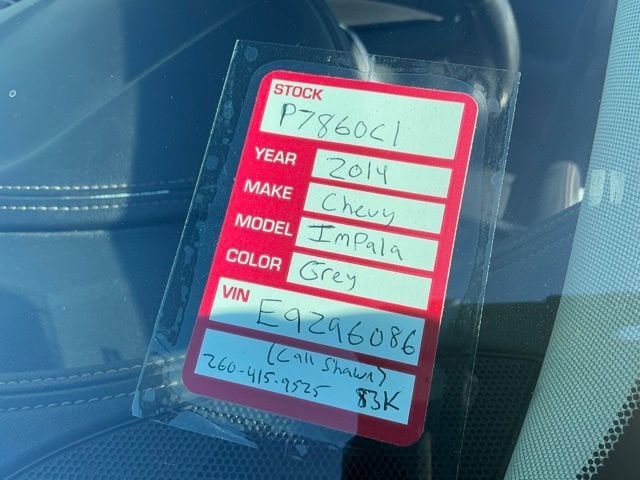 STOCK
P7860C1
YEAR 2014
MAKE Chevy
MODEL ImPala
COLOR Grey
VIN
E9296086
(Call Shawn)
260-415-9525 83K